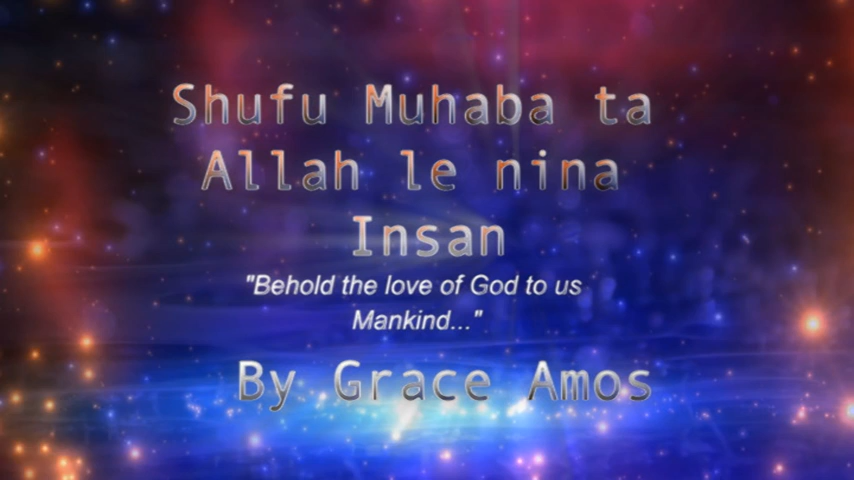 Shufu Muhaba ta
Allah le nina
Insan
"Behold the love of God to us
Mankind..."
By Grace Amos